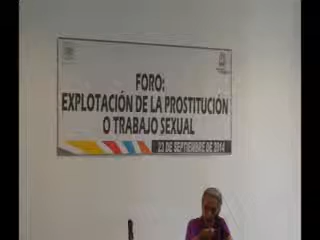 FORO:
EXPLOTACIÓN DE LA PROSTITUCIÓN
O TRABAJO SEXUAL
23 DE SEPTIEMBRE DE 2014